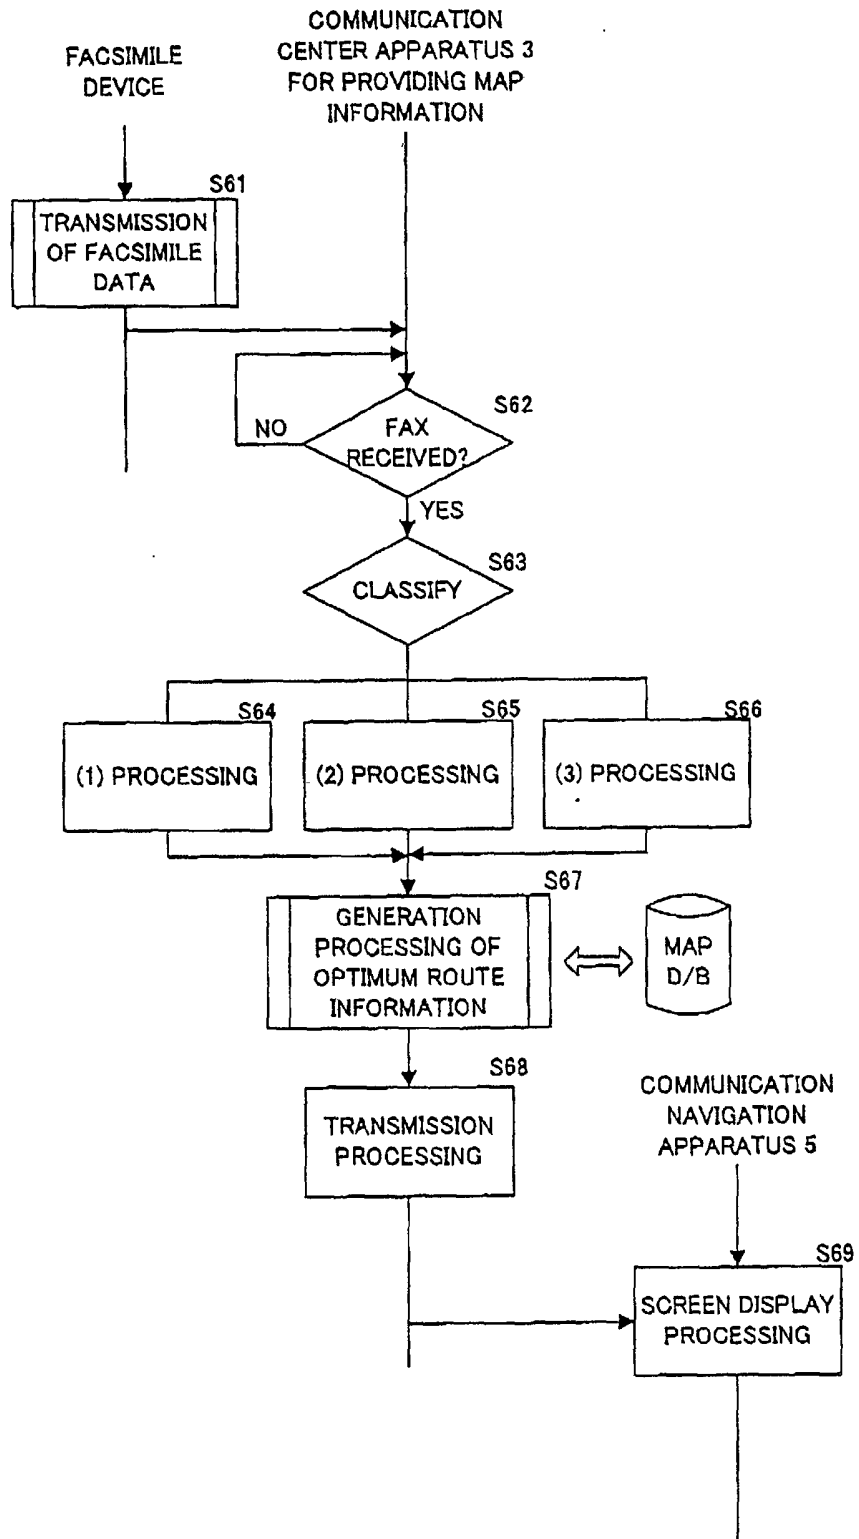 FACSIMILE
DEVICE
COMMUNICATION
CENTER APPARATUS 3
FOR PROVIDING MAP
INFORMATION
S61
TRANSMISSION
OF FACSIMILE
DATA
S62
FAX
RECEIVED?
NO
YES
S63
CLASSIFY
S64
(1) PROCESSING
S65
(2) PROCESSING
S66
(3) PROCESSING
S67
GENERATION
PROCESSING OF
OPTIMUM ROUTE
INFORMATION
MAP
D/B
S68
TRANSMISSION
PROCESSING
COMMUNICATION
NAVIGATION
APPARATUS 5
S69
SCREEN DISPLAY
PROCESSING